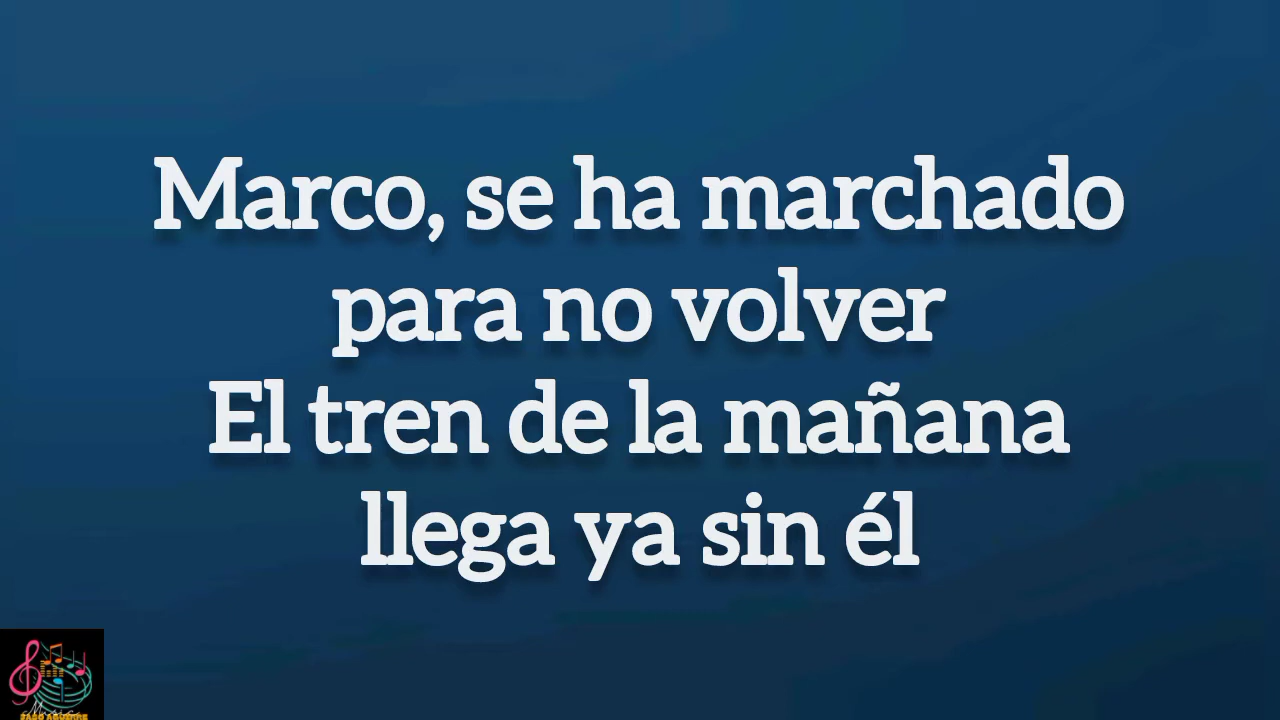 Marco, se ha marchado
para no volver
El tren de la mañana
llega ya sin él